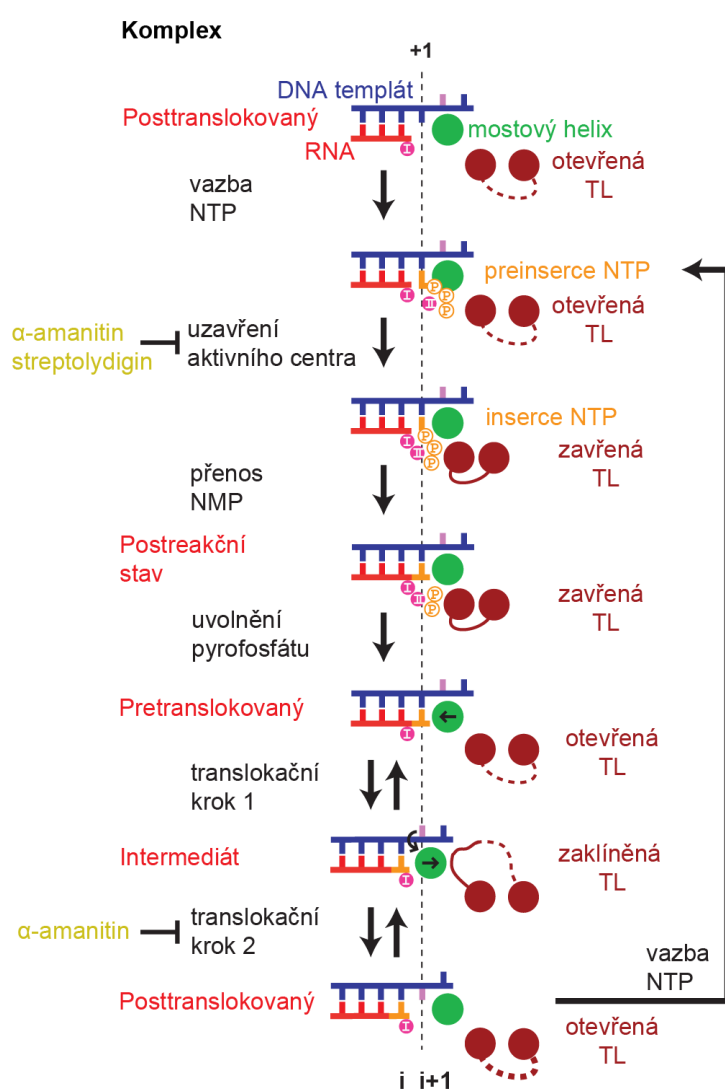 Komplex
+1
DNA templát
Posttranslokovaný
mostový helix
RNA
I
otevřená
TL
vazba
NTP
preinserce NTP
P
I
II
P
P
otevřená
TL
α-amanitin
streptolydigin
uzavření
aktivního centra
inserce NTP
P
I
II
P
P
zavřená
TL
přenos
NMP
Postreakční
stav
I
II
P
P
zavřená
TL
uvolnění
pyrofosfátu
Pretranslokovaný
I
otevřená
TL
translokační
krok 1
Intermediát
I
zaklíněná
TL
α-amanitin
translokační
krok 2
vazba
NTP
Posttranslokovaný
I
otevřená
TL
i i+1